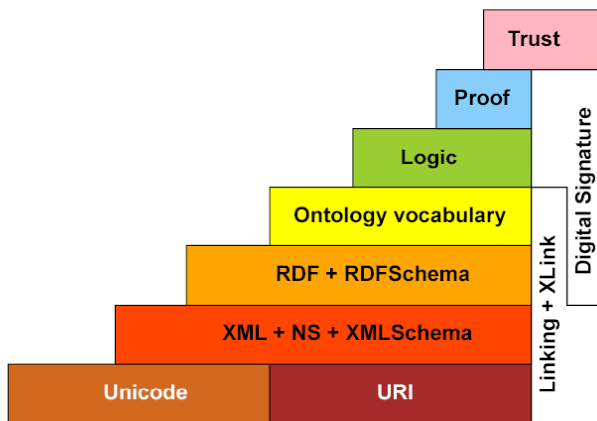 Trust
Proof
Logic
Ontology vocabulary
RDF + RDFSchema
XML + NS + XMLSchema
Unicode
URI
Linking + XLink
Digital Signature